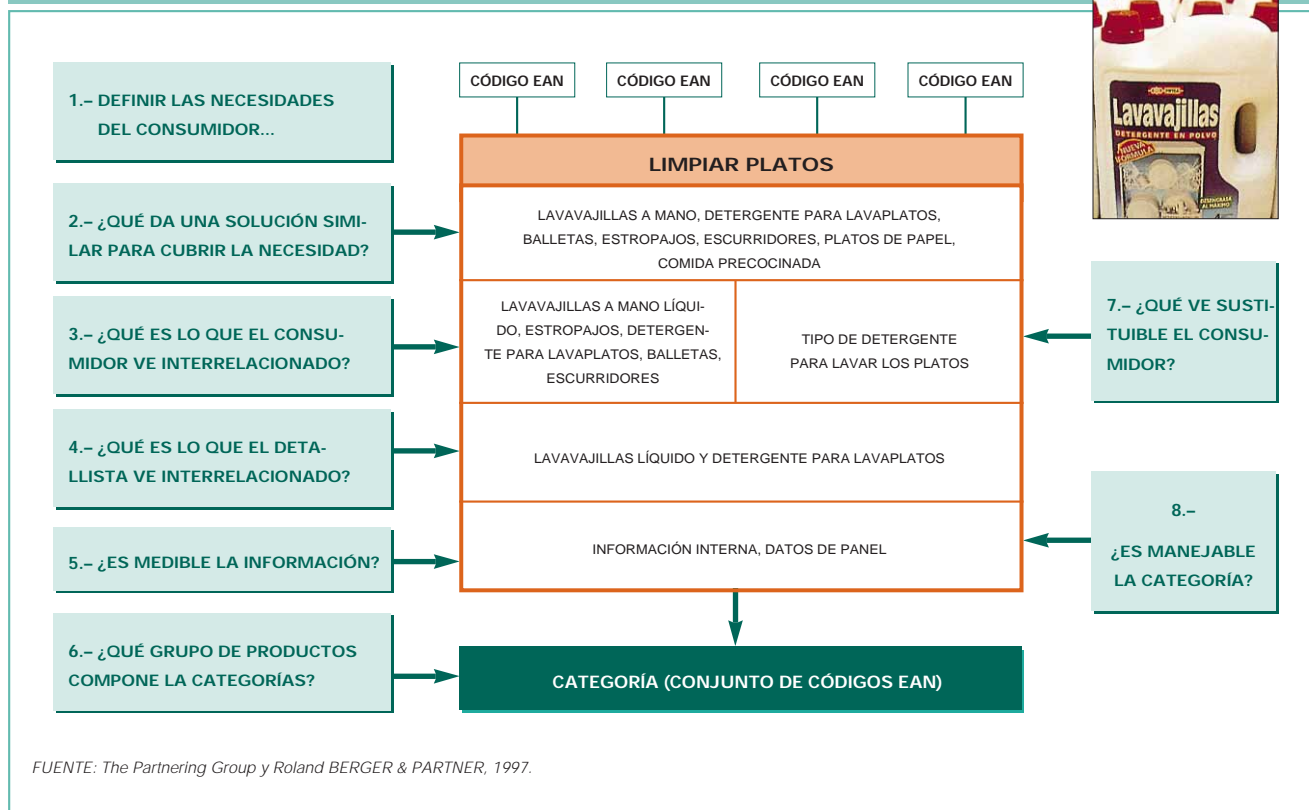 1.– DEFINIR LAS NECESIDADES
DEL CONSUMIDOR...
2.– ¿QUÉ DA UNA SOLUCIÓN SIMI-
LAR PARA CUBRIR LA NECESIDAD?
3.– ¿QUÉ ES LO QUE EL CONSU-
MIDOR VE INTERRELACIONADO?
4.– ¿QUÉ ES LO QUE EL DETA-
LLISTA VE INTERRELACIONADO?
5.– ¿ES MEDIBLE LA INFORMACIÓN?
6.– ¿QUÉ GRUPO DE PRODUCTOS
COMPONE LA CATEGORÍAS?
CÓDIGO EAN
CÓDIGO EAN
CÓDIGO EAN
CÓDIGO EAN
LIMPIAR PLATOS
LAVAVAJILLAS A MANO, DETERGENTE PARA LAVAPLATOS,
BALLETAS, ESTROPAJOS, ESCURRIDORES, PLATOS DE PAPEL,
COMIDA PRECOCINADA
LAVAVAJILLAS A MANO LÍQUI-
DO, ESTROPAJOS, DETERGEN-
TE PARA LAVAPLATOS, BALLETAS,
ESCURRIDORES
TIPO DE DETERGENTE
PARA LAVAR LOS PLATOS
LAVAVAJILLAS LÍQUIDO Y DETERGENTE PARA LAVAPLATOS
INFORMACIÓN INTERNA, DATOS DE PANEL
CATEGORÍA (CONJUNTO DE CÓDIGOS EAN)
Lavavajillas
DETERGENTE EN POLVO
NUEVA
FÓRMULA
DESENGRASA
AL MÁXIMO
7.– ¿QUÉ VE SUSTI-
TUIBLE EL CONSU-
MIDOR?
8.–
¿ES MANEJABLE
LA CATEGORÍA?
FUENTE: The Partnering Group y Roland BERGER & PARTNER, 1997.